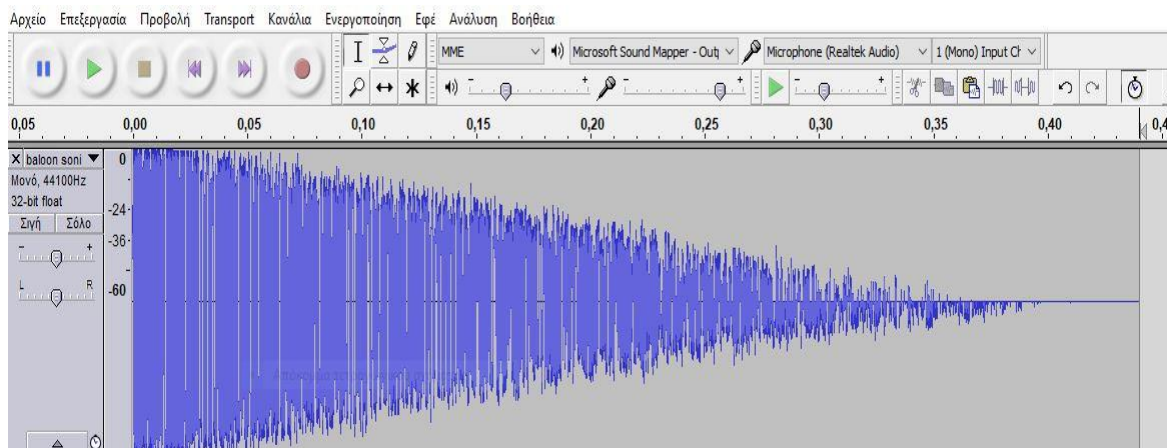 Αρχείο Επεξεργασία Προβολή Transport Κανάλια Ενεργοποίηση Εφέ Ανάλυση Βοήθεια
MME Microsoft Sound Mapper - Outp Microphone (Realtek Audio) 1 (Mono) Input Ch
0,05 0,00 0,05 0,10 0,15 0,20 0,25 0,30 0,35 0,40
X baloon soni 0
Μονό, 44100Hz
32-bit float
-24
Σιγή Σόλο
-36
- +
L R -60